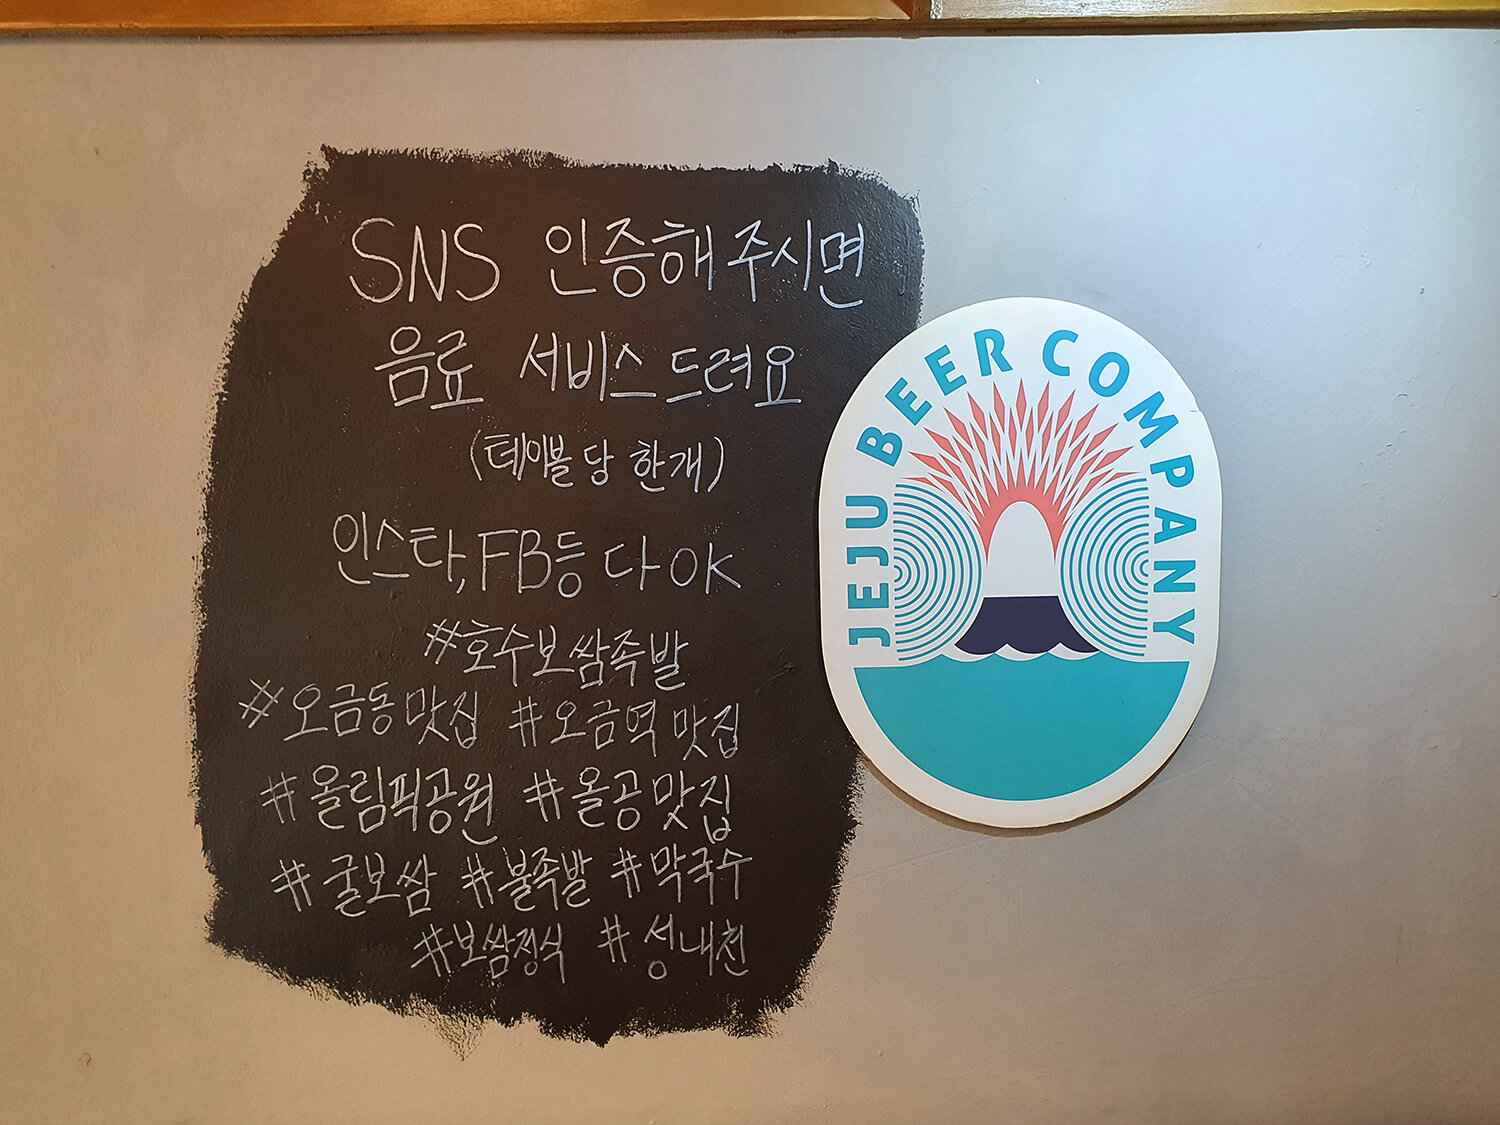 SNS 인증해주시면
음료 서비스드려요
(테이블당 한개)
인스타, FB등 다 OK
#호수보쌈족발
#오금동맛집 #오금역맛집
#올림픽공원 #올공맛집
#굴보쌈 #불족발 #막국수
#보쌈정식 #성내천
JEJU BEER COMPANY